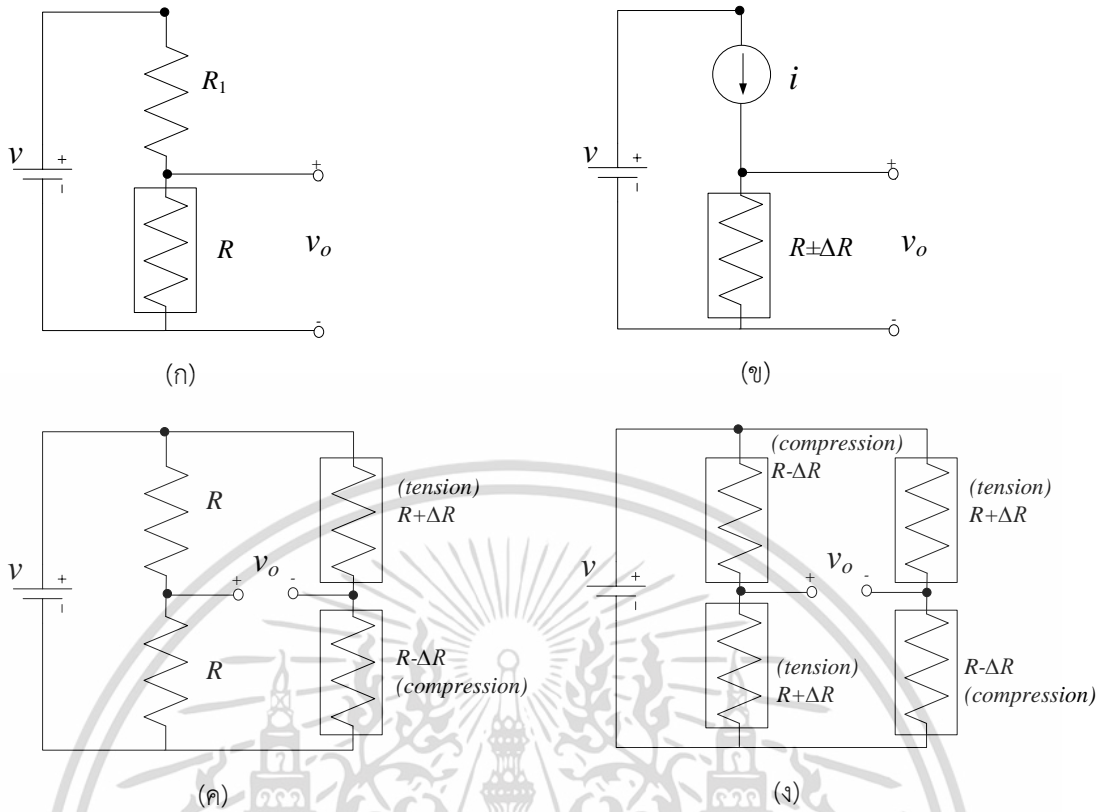 R₁
v
+
-
+
R
vₒ
-
(ก)
i
v
+
-
+
R±ΔR
vₒ
-
(ข)
R
(tension)
R+ΔR
v
+
-
+
vₒ
-
R
R-ΔR
(compression)
(ค)
(compression)
R-ΔR
(tension)
R+ΔR
v
+
-
+
vₒ
-
(tension)
R+ΔR
R-ΔR
(compression)
(ง)